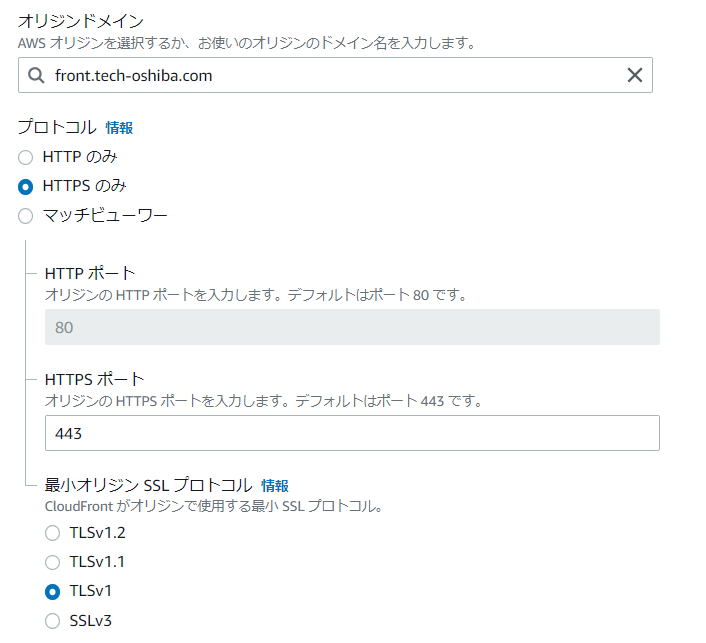 オリジンドメイン
AWS オリジンを選択するか、お使いのオリジンのドメイン名を入力します。
front.tech-oshiba.com
プロトコル 情報
HTTP のみ
HTTPS のみ
マッチビューワー
HTTP ポート
オリジンの HTTP ポートを入力します。デフォルトはポート 80 です。
80
HTTPS ポート
オリジンの HTTPS ポートを入力します。デフォルトはポート 443 です。
443
最小オリジン SSL プロトコル 情報
CloudFront がオリジンで使用する最小 SSL プロトコル。
TLSv1.2
TLSv1.1
TLSv1
SSLv3